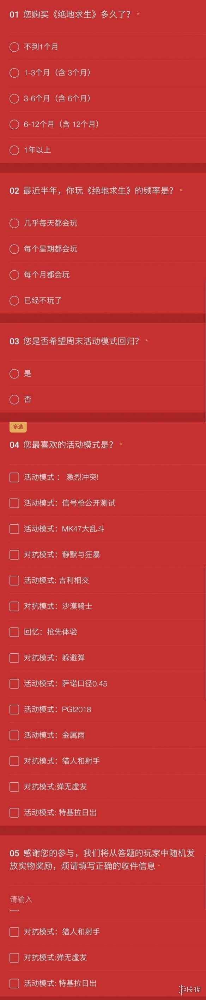 01 您购买《绝地求生》多久了？ *
不到1个月
1-3个月（含 3个月）
3-6个月（含 6个月）
6-12个月（含 12个月）
1年以上
02 最近半年，你玩《绝地求生》的频率是？ *
几乎每天都会玩
每个星期都会玩
每个月都会玩
已经不玩了
03 您是否希望周末活动模式回归？ *
是
否
多选
04 您最喜欢的活动模式是？ *
活动模式 ： 激烈冲突!
活动模式：信号枪公开测试
活动模式：MK47大乱斗
对抗模式：静默与狂暴
活动模式: 吉利相交
对抗模式：沙漠骑士
回忆：抢先体验
对抗模式：躲避弹
活动模式：萨诺口径0.45
活动模式：PGI2018
活动模式：金属雨
对抗模式：猎人和射手
对抗模式:弹无虚发
活动模式: 特基拉日出
05 感谢您的参与，我们将从答题的玩家中随机发
放实物奖励，烦请填写正确的收件信息 *
请输入
对抗模式：猎人和射手
对抗模式:弹无虚发
活动模式: 特基拉日出
游侠网